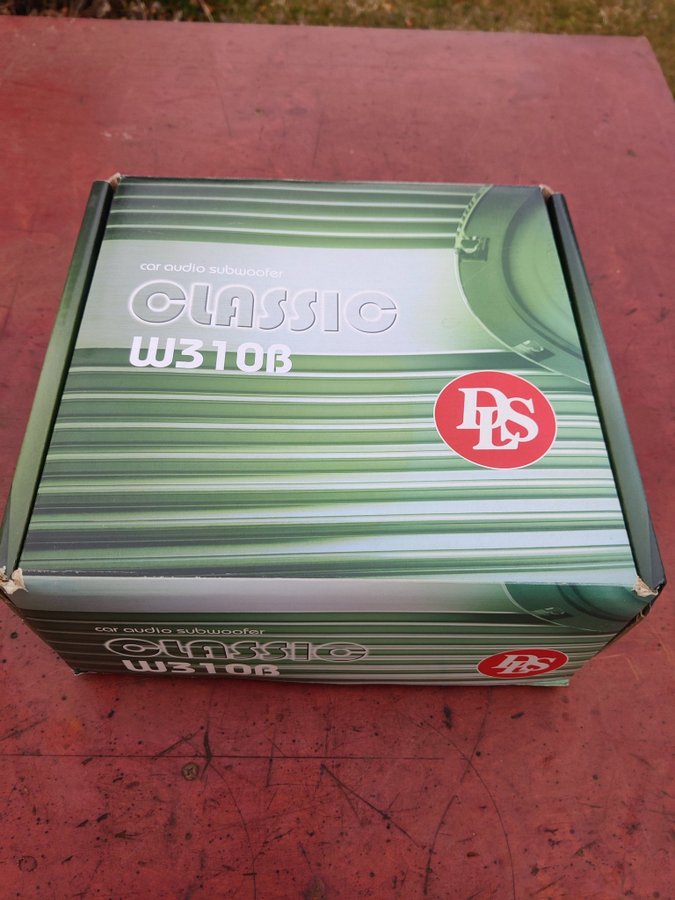 car audio subwoofer
CLASSIC
W310B
DLS
car audio subwoofer
CLASSIC
W310B
DLS